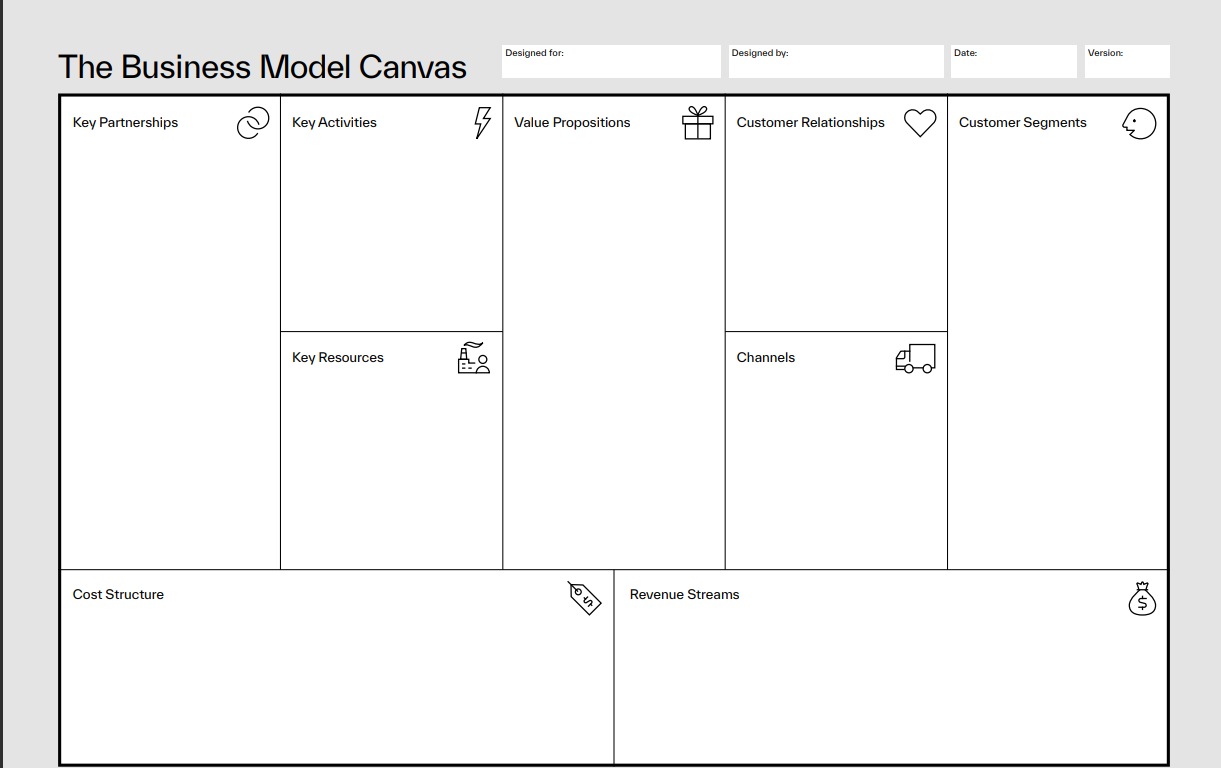 The Business Model Canvas
Designed for:
Designed by:
Date:
Version:
Key Partnerships
Key Activities
Value Propositions
Customer Relationships
Customer Segments
Key Resources
Channels
Cost Structure
$
Revenue Streams
$